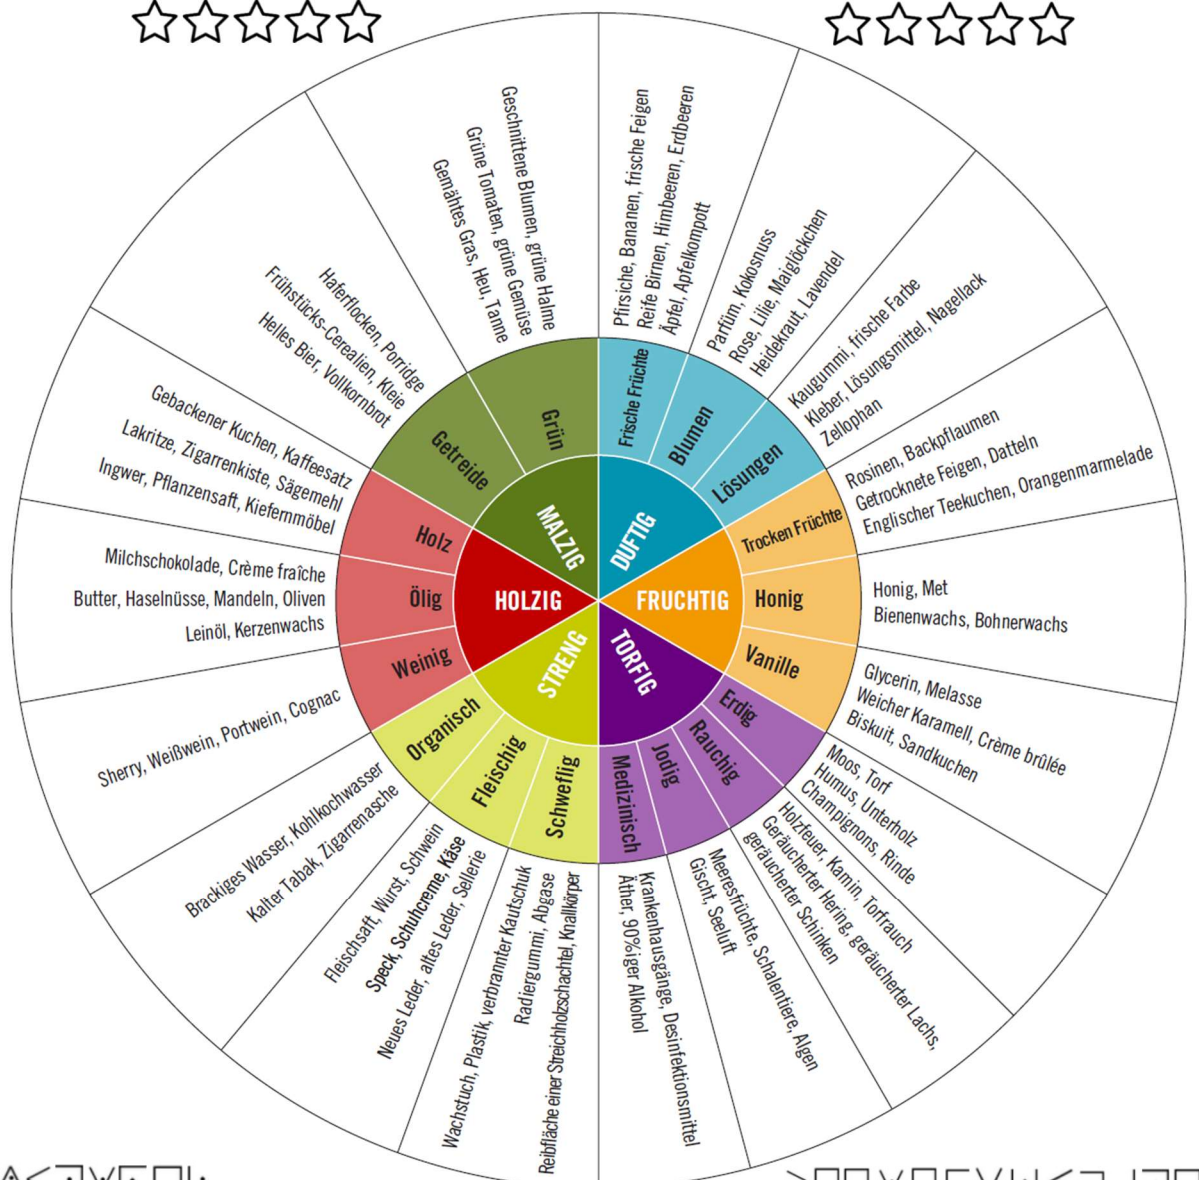 Geschnittene Blumen, grüne Halme
Grüne Tomaten, grüne Gemüse
Gemähtes Gras, Heu, Tanne
Pfirsiche, Bananen, frische Feigen
Reife Birnen, Himbeeren, Erdbeeren
Äpfel, Apfelkompott
Parfüm, Kokosnuss
Rose, Lilie, Maiglöckchen
Heidekraut, Lavendel
Kaugummi, frische Farbe
Kleber, Lösungsmittel, Nagellack
Zellophan
Rosinen, Backpflaumen
Getrocknete Feigen, Datteln
Englischer Teekuchen, Orangenmarmelade
Honig, Met
Bienenwachs, Bohnerwachs
Glycerin, Melasse
Weicher Karamell, Crème brûlée
Biskuit, Sandkuchen
Moos, Torf
Humus, Unterholz
Champignons, Rinde
Holzfeuer, Kamin, Torfrauch
Geräucherter Hering, geräucherter Lachs,
geräucherter Schinken
Meeresfrüchte, Schalentiere, Algen
Gischt, Seeluft
Krankenhausgänge, Desinfektionsmittel
Äther, 90%iger Alkohol
Wachstuch, Plastik, verbrannter Kautschuk
Radiergummi, Abgase
Reibfläche einer Streichholzschachtel, Knallkörper
Fleischsaft, Wurst, Schwein
Speck, Schuhcreme, Käse
Neues Leder, altes Leder, Sellerie
Brackiges Wasser, Kohlkochwasser
Kalter Tabak, Zigarrenasche
Sherry, Weißwein, Portwein, Cognac
Milchschokolade, Crème fraîche
Butter, Haselnüsse, Mandeln, Oliven
Leinöl, Kerzenwachs
Gebackener Kuchen, Kaffeesatz
Lakritze, Zigarrenkiste, Sägemehl
Ingwer, Pflanzensaft, Kiefernmöbel
Haferflocken, Porridge
Frühstücks-Cerealien, Kleie
Helles Bier, Vollkornbrot
Grün
Frische Früchte
Blumen
Lösungen
Trocken Früchte
Honig
Vanille
Erdig
Rauchig
Jodig
Medizinisch
Schweflig
Fleischig
Organisch
Weinig
Ölig
Holz
Getreide
MALZIG
DUFTIG
FRUCHTIG
TORFIG
STRENG
HOLZIG